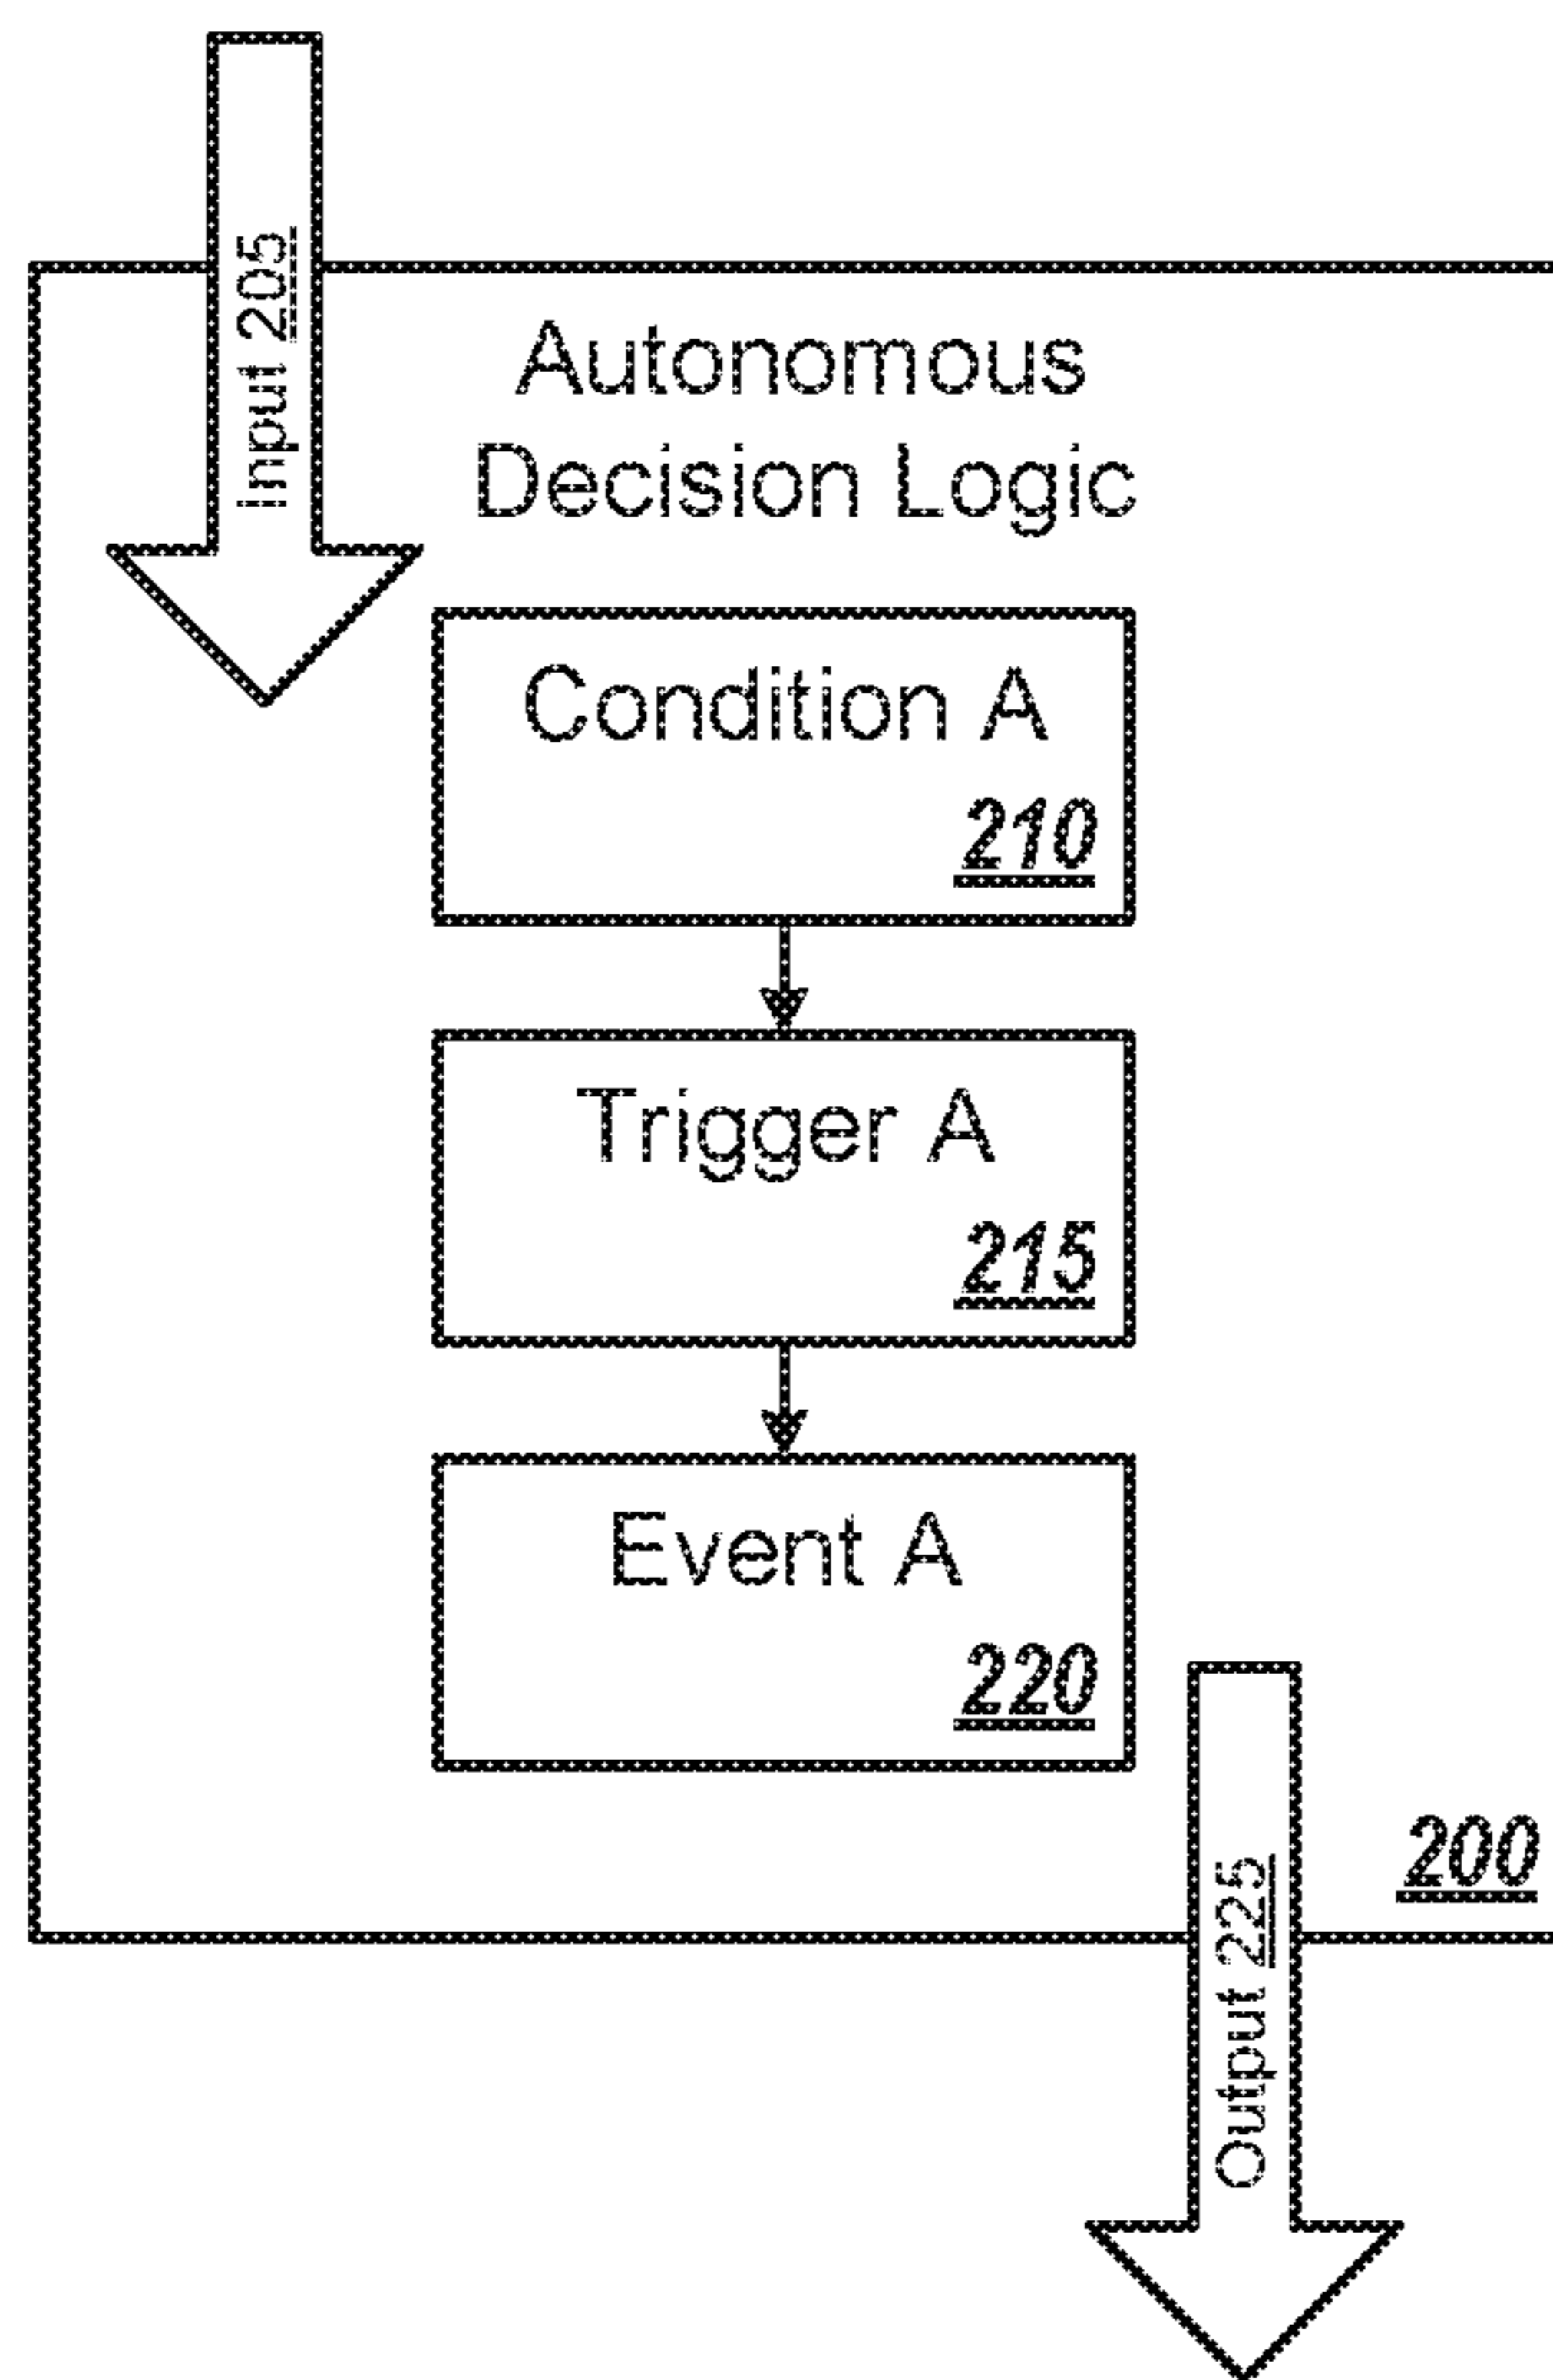 Input 205
Autonomous
Decision Logic
Condition A
210
Trigger A
215
Event A
220
200
Output 225